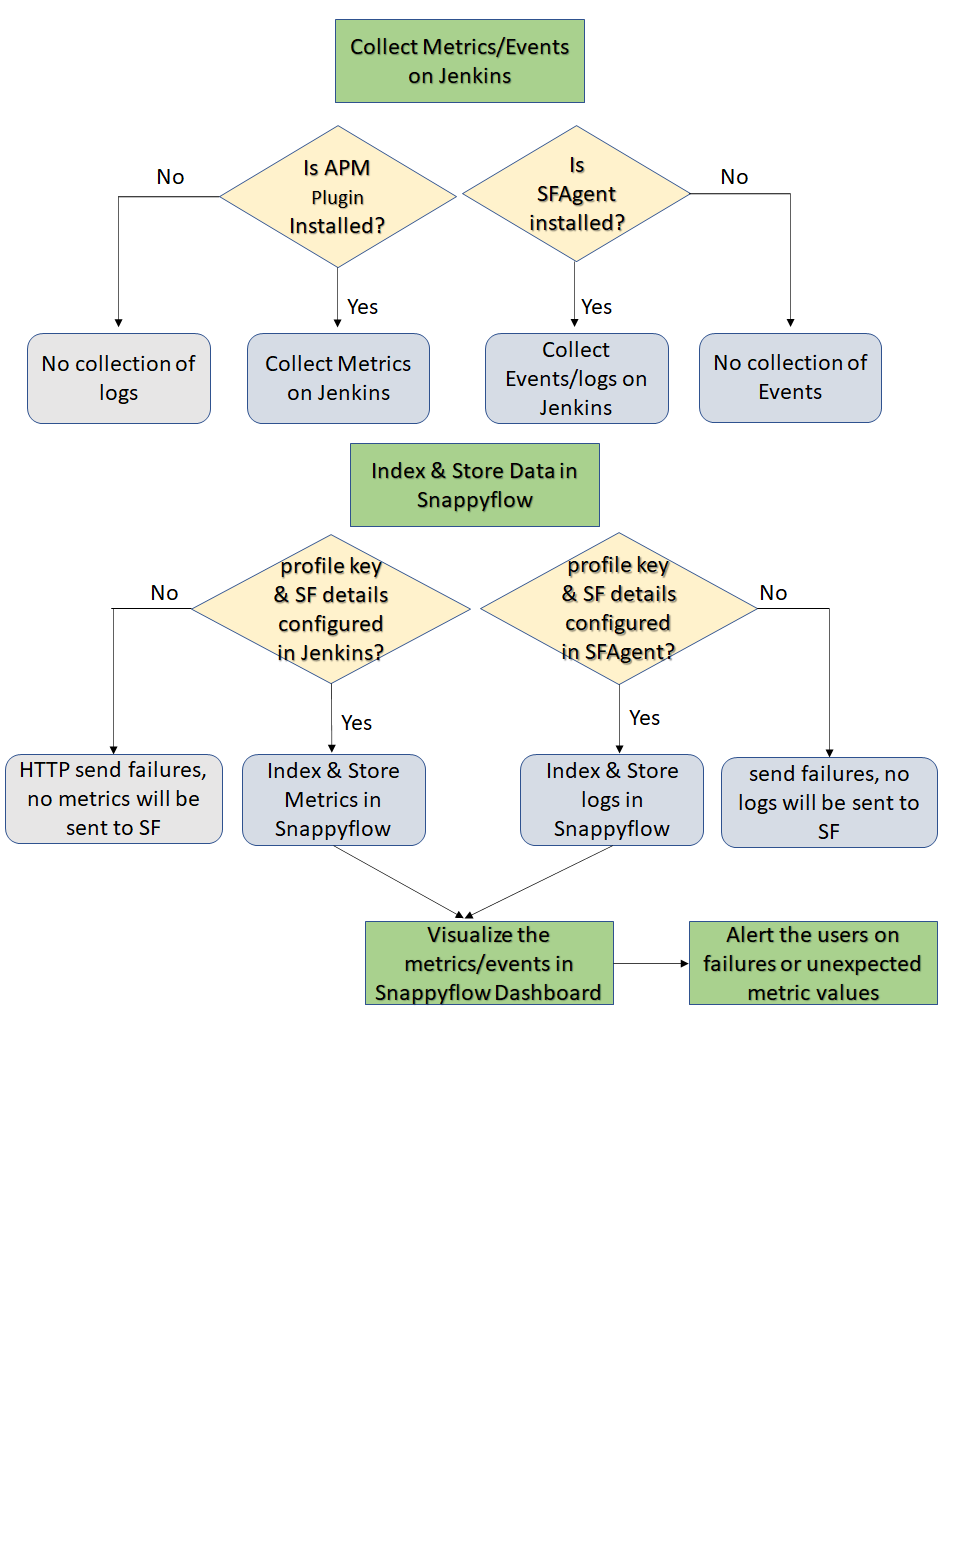 Collect Metrics/Events
on Jenkins
Is APM
Plugin
Installed?
Is
SFAgent
installed?
No
No
Yes
Yes
No collection of
logs
Collect Metrics
on Jenkins
Collect
Events/logs on
Jenkins
No collection of
Events
Index & Store Data in
Snappyflow
profile key
& SF details
configured
in Jenkins?
profile key
& SF details
configured
in SFAgent?
No
No
Yes
Yes
HTTP send failures,
no metrics will be
sent to SF
Index & Store
Metrics in
Snappyflow
Index & Store
logs in
Snappyflow
send failures, no
logs will be sent to
SF
Visualize the
metrics/events in
Snappyflow Dashboard
Alert the users on
failures or unexpected
metric values